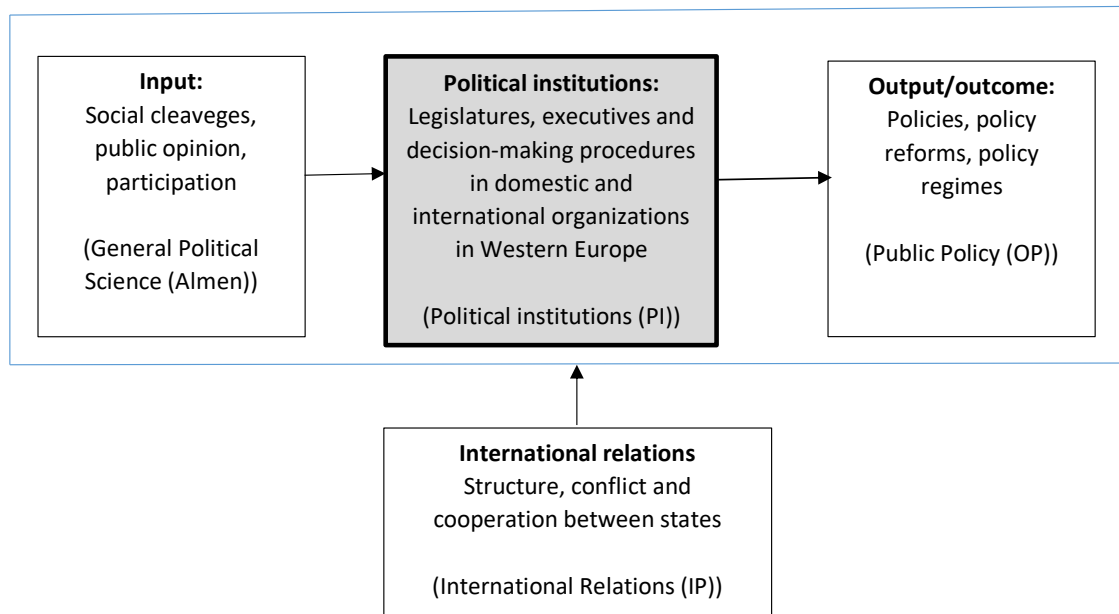 Input:
Social cleaveges,
public opinion,
participation
(General Political
Science (Almen))
Political institutions:
Legislatures, executives and
decision-making procedures
in domestic and
international organizations
in Western Europe
(Political institutions (PI))
Output/outcome:
Policies, policy
reforms, policy
regimes
(Public Policy (OP))
International relations
Structure, conflict and
cooperation between states
(International Relations (IP))